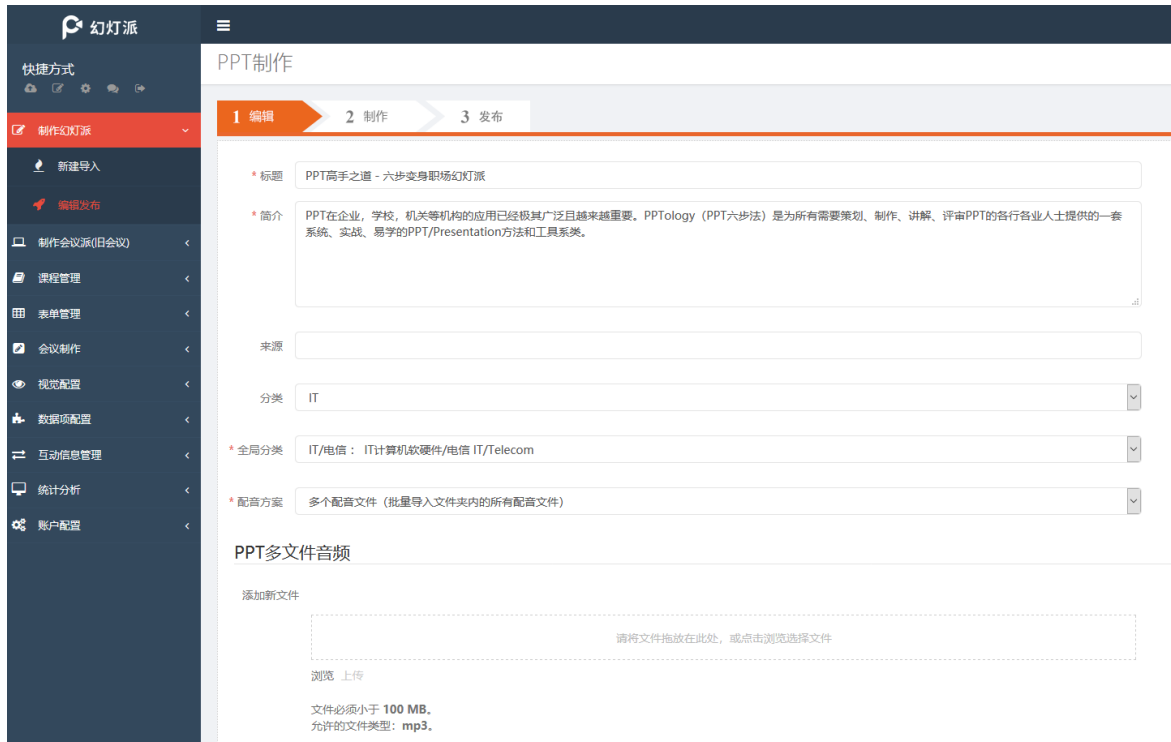 幻灯派
快捷方式
制作幻灯派
新建导入
编辑发布
制作会议派(旧会议)
课程管理
表单管理
会议制作
视觉配置
数据项配置
互动信息管理
统计分析
账户配置
PPT制作
1 编辑
2 制作
3 发布
* 标题 PPT高手之道 - 六步变身职场幻灯派
* 简介 PPT在企业，学校，机关等机构的应用已经极其广泛且越来越重要。PPTology（PPT六步法）是为所有需要策划、制作、讲解、评审PPT的各行各业人士提供的一套
系统、实战、易学的PPT/Presentation方法和工具系类。
来源
分类 IT
* 全局分类 IT/电信： IT计算机软硬件/电信 IT/Telecom
* 配音方案 多个配音文件（批量导入文件夹内的所有配音文件）
PPT多文件音频
添加新文件
请将文件拖放在此处，或点击浏览选择文件
浏览 上传
文件必须小于 100 MB。
允许的文件类型：mp3。